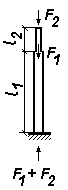 F₂
l₂
F₁
l₁
F₁ + F₂